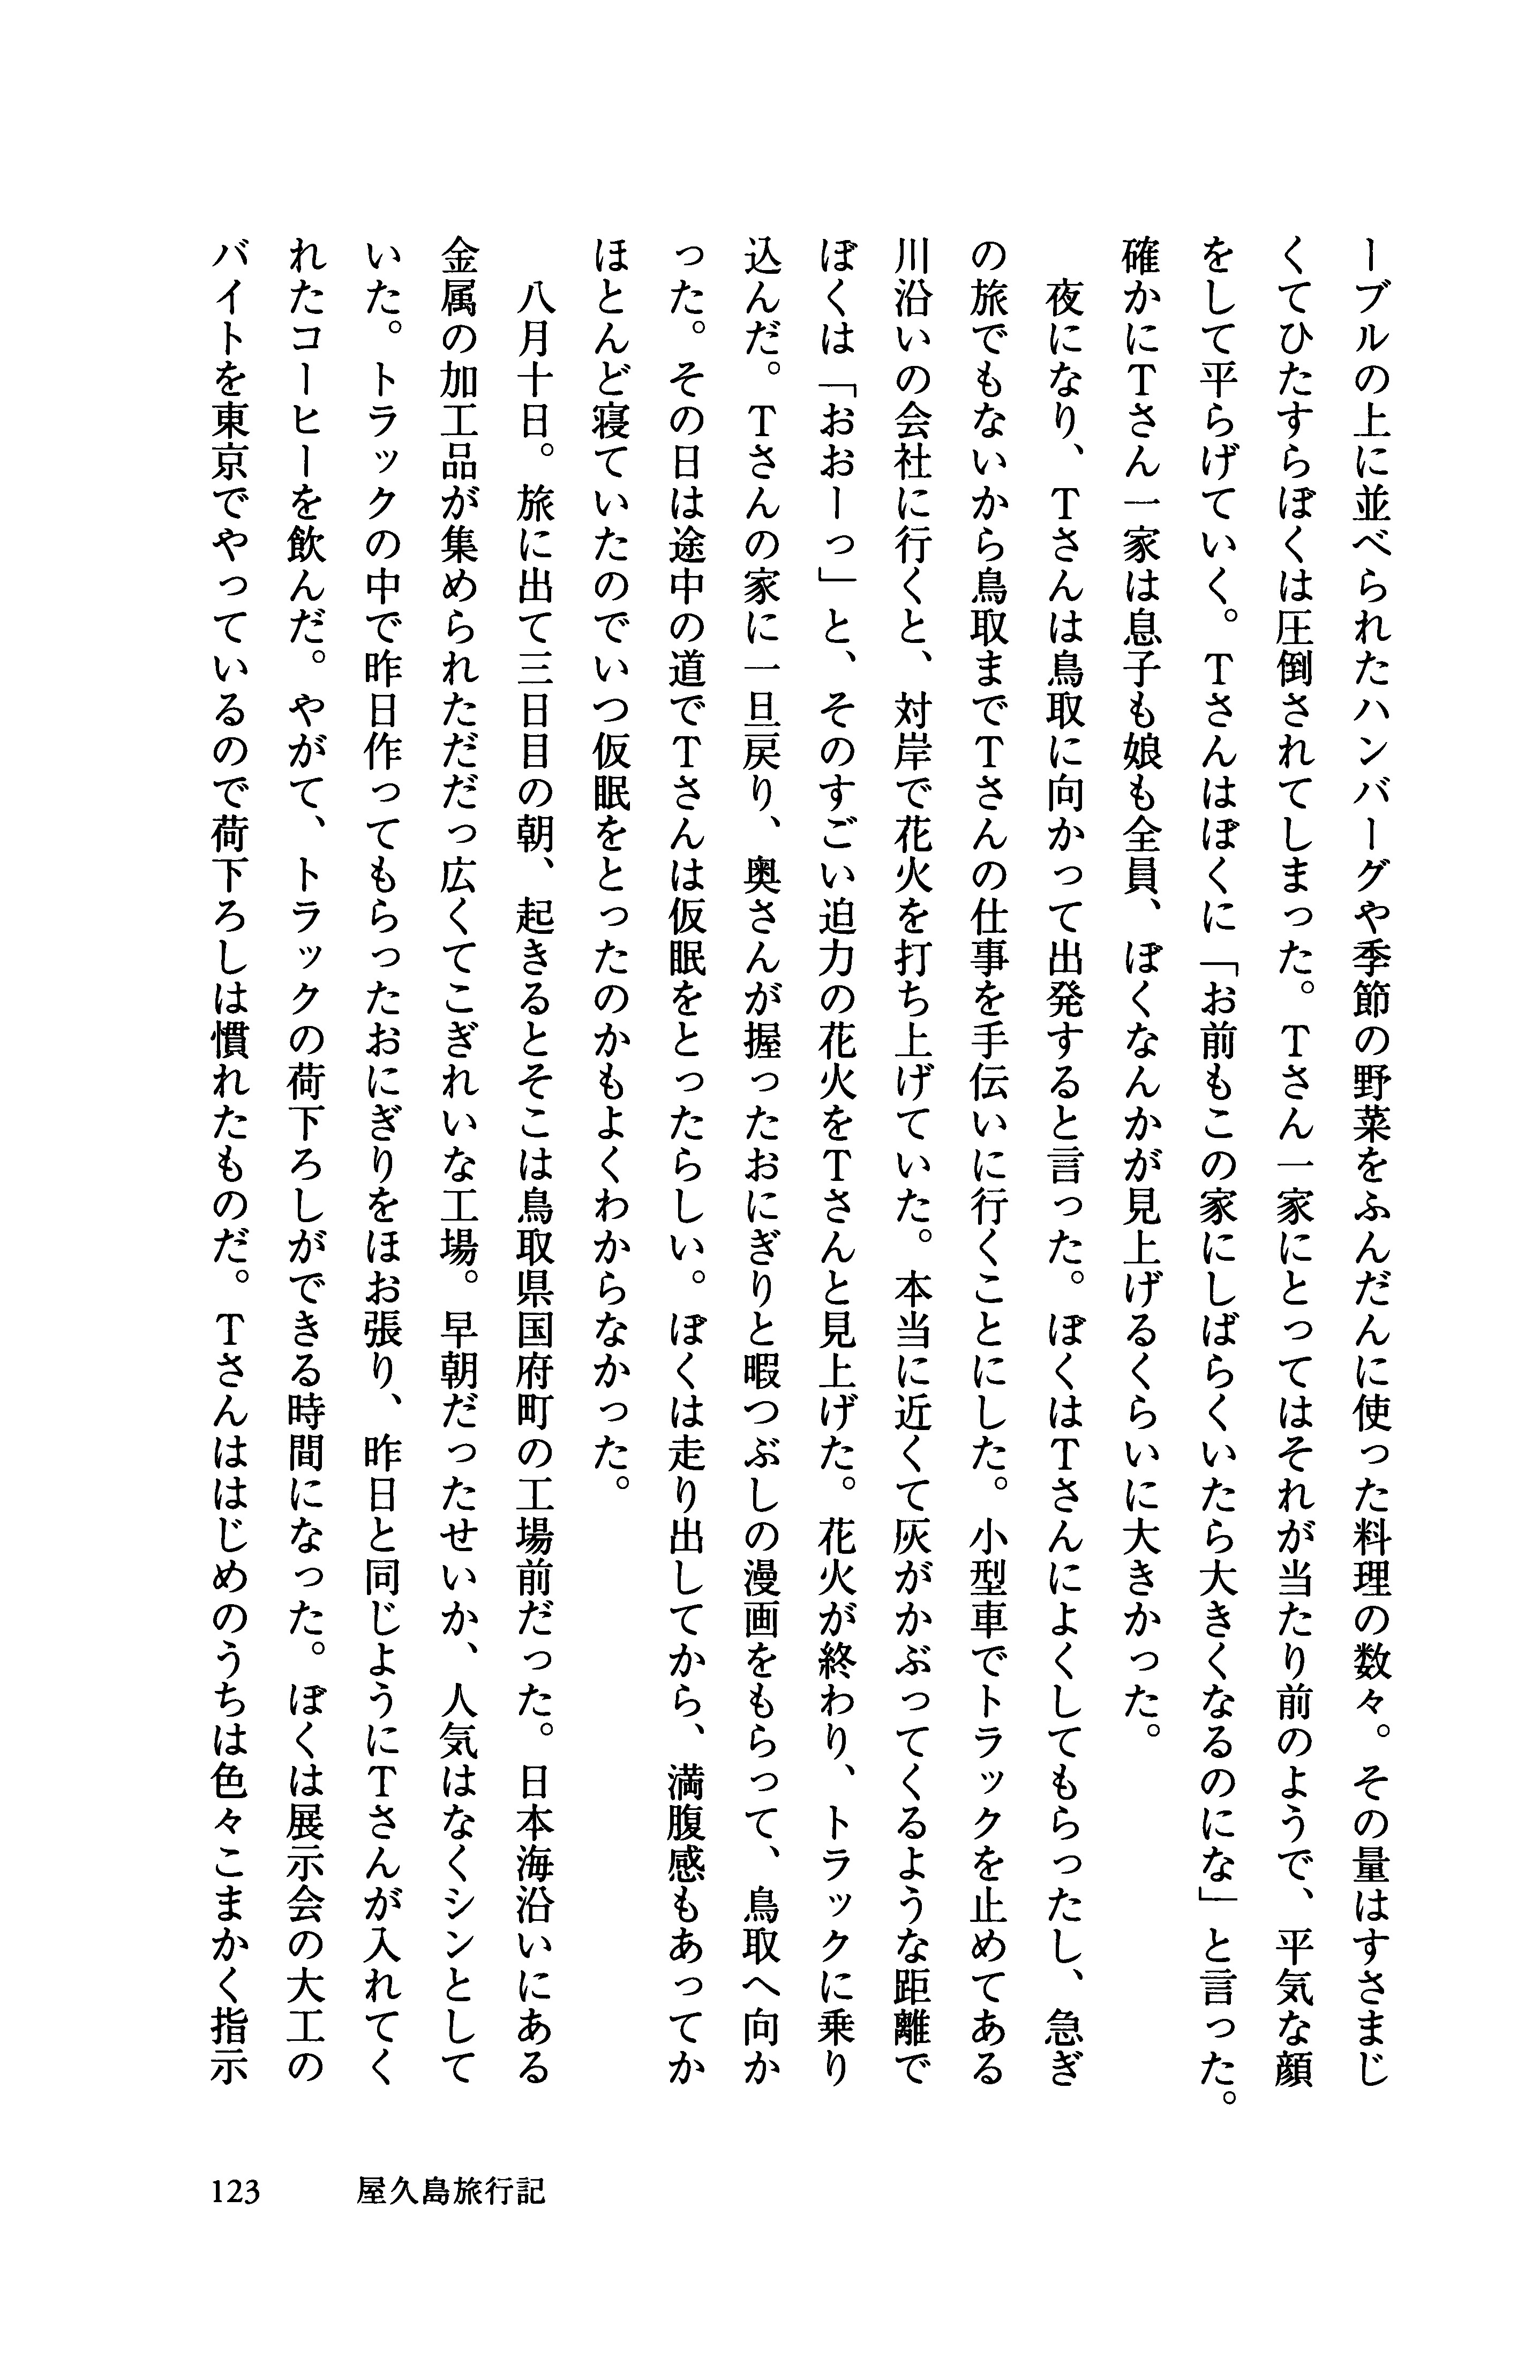 ーブルの上に並べられたハンバーグや季節の野菜をふんだんに使った料理の数々。その量はすさまじ
くてひたすらぼくは圧倒されてしまった。Tさん一家にとってはそれが当たり前のようで、平気な顔
をして平らげていく。Tさんはぼくに「お前もこの家にしばらくいたら大きくなるのにな」と言った。
確かにTさん一家は息子も娘も全員、ぼくなんかが見上げるくらいに大きかった。
　夜になり、Tさんは鳥取に向かって出発すると言った。ぼくはTさんによくしてもらったし、急ぎ
の旅でもないから鳥取までTさんの仕事を手伝いに行くことにした。小型車でトラックを止めてある
川沿いの会社に行くと、対岸で花火を打ち上げていた。本当に近くて灰がかぶってくるような距離で
ぼくは「おおーっ」と、そのすごい迫力の花火をTさんと見上げた。花火が終わり、トラックに乗り
込んだ。Tさんの家に一旦戻り、奥さんが握ったおにぎりと暇つぶしの漫画をもらって、鳥取へ向か
った。その日は途中の道でTさんは仮眠をとったらしい。ぼくは走り出してから、満腹感もあってか
ほとんど寝ていたのでいつ仮眠をとったのかもよくわからなかった。
　八月十日。旅に出て三日目の朝、起きるとそこは鳥取県国府町の工場前だった。日本海沿いにある
金属の加工品が集められただだっ広くてこぎれいな工場。早朝だったせいか、人気はなくシンとして
いた。トラックの中で昨日作ってもらったおにぎりをほお張り、昨日と同じようにTさんが入れてく
れたコーヒーを飲んだ。やがて、トラックの荷下ろしができる時間になった。ぼくは展示会の大工の
バイトを東京でやっているので荷下ろしは慣れたものだ。Tさんははじめのうちは色々こまかく指示
123　屋久島旅行記